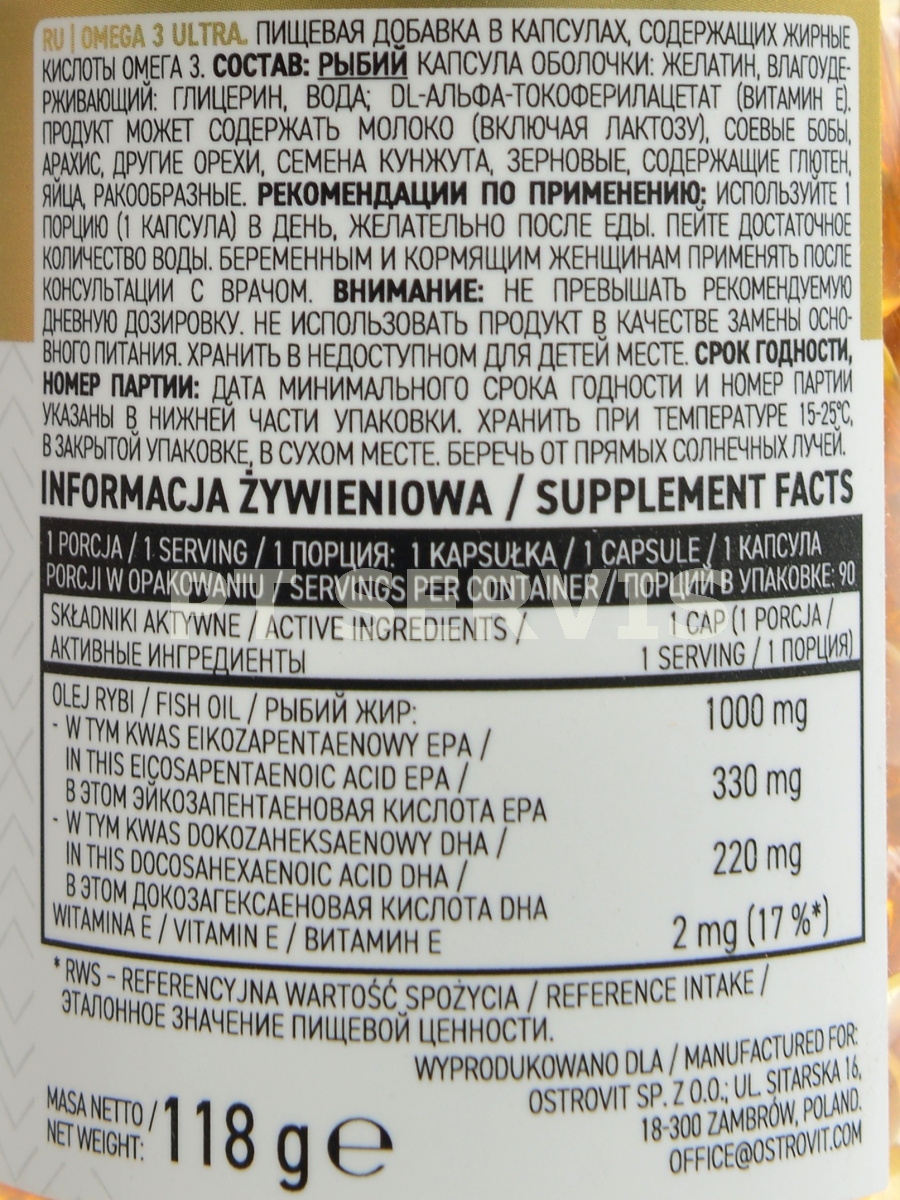 RU | OMEGA 3 ULTRA. ПИЩЕВАЯ ДОБАВКА В КАПСУЛАХ, СОДЕРЖАЩИХ ЖИРНЫЕ
КИСЛОТЫ ОМЕГА 3. СОСТАВ: РЫБИЙ КАПСУЛА ОБОЛОЧКИ: ЖЕЛАТИН, ВЛАГОУДЕ-
РЖИВАЮЩИЙ: ГЛИЦЕРИН, ВОДА; DL-АЛЬФА-ТОКОФЕРИЛАЦЕТАТ (ВИТАМИН Е).
ПРОДУКТ МОЖЕТ СОДЕРЖАТЬ МОЛОКО (ВКЛЮЧАЯ ЛАКТОЗУ), СОЕВЫЕ БОБЫ,
АРАХИС, ДРУГИЕ ОРЕХИ, СЕМЕНА КУНЖУТА, ЗЕРНОВЫЕ, СОДЕРЖАЩИЕ ГЛЮТЕН,
ЯЙЦА, РАКООБРАЗНЫЕ. РЕКОМЕНДАЦИИ ПО ПРИМЕНЕНИЮ: ИСПОЛЬЗУЙТЕ 1
ПОРЦИЮ (1 КАПСУЛА) В ДЕНЬ, ЖЕЛАТЕЛЬНО ПОСЛЕ ЕДЫ. ПЕЙТЕ ДОСТАТОЧНОЕ
КОЛИЧЕСТВО ВОДЫ. БЕРЕМЕННЫМ И КОРМЯЩИМ ЖЕНЩИНАМ ПРИМЕНЯТЬ ПОСЛЕ
КОНСУЛЬТАЦИИ С ВРАЧОМ. ВНИМАНИЕ: НЕ ПРЕВЫШАТЬ РЕКОМЕНДУЕМУЮ
ДНЕВНУЮ ДОЗИРОВКУ. НЕ ИСПОЛЬЗОВАТЬ ПРОДУКТ В КАЧЕСТВЕ ЗАМЕНЫ ОСНО-
ВНОГО ПИТАНИЯ. ХРАНИТЬ В НЕДОСТУПНОМ ДЛЯ ДЕТЕЙ МЕСТЕ. СРОК ГОДНОСТИ,
НОМЕР ПАРТИИ: ДАТА МИНИМАЛЬНОГО СРОКА ГОДНОСТИ И НОМЕР ПАРТИИ
УКАЗАНЫ В НИЖНЕЙ ЧАСТИ УПАКОВКИ. ХРАНИТЬ ПРИ ТЕМПЕРАТУРЕ 15-25°C,
В ЗАКРЫТОЙ УПАКОВКЕ, В СУХОМ МЕСТЕ. БЕРЕЧЬ ОТ ПРЯМЫХ СОЛНЕЧНЫХ ЛУЧЕЙ.
INFORMACJA ŻYWIENIOWA / SUPPLEMENT FACTS
1 PORCJA / 1 SERVING / 1 ПОРЦИЯ: 1 KAPSUŁKA / 1 CAPSULE / 1 КАПСУЛА
PORCJI W OPAKOWANIU / SERVINGS PER CONTAINER / ПОРЦИЙ В УПАКОВКЕ: 90
SKŁADNIKI AKTYWNE / ACTIVE INGREDIENTS / 1 CAP (1 PORCJA /
АКТИВНЫЕ ИНГРЕДИЕНТЫ 1 SERVING / 1 ПОРЦИЯ)
OLEJ RYBI / FISH OIL / РЫБИЙ ЖИР: 1000 mg
- W TYM KWAS EIKOZAPENTAENOWY EPA /
IN THIS EICOSAPENTAENOIC ACID EPA / 330 mg
В ЭТОМ ЭЙКОЗАПЕНТАЕНОВАЯ КИСЛОТА EPA
- W TYM KWAS DOKOZAHEKSAENOWY DHA /
IN THIS DOCOSAHEXAENOIC ACID DHA / 220 mg
В ЭТОМ ДОКОЗАГЕКСАЕНОВАЯ КИСЛОТА DHA
WITAMINA E / VITAMIN E / ВИТАМИН Е 2 mg (17 %*)
* RWS - REFERENCYJNA WARTOŚĆ SPOŻYCIA / REFERENCE INTAKE /
ЭТАЛОННОЕ ЗНАЧЕНИЕ ПИЩЕВОЙ ЦЕННОСТИ.
WYPRODUKOWANO DLA / MANUFACTURED FOR:
OSTROVIT SP. Z O.O.; UL. SITARSKA 16,
18-300 ZAMBRÓW, POLAND.
OFFICE@OSTROVIT.COM
MASA NETTO /
NET WEIGHT: 118 g e